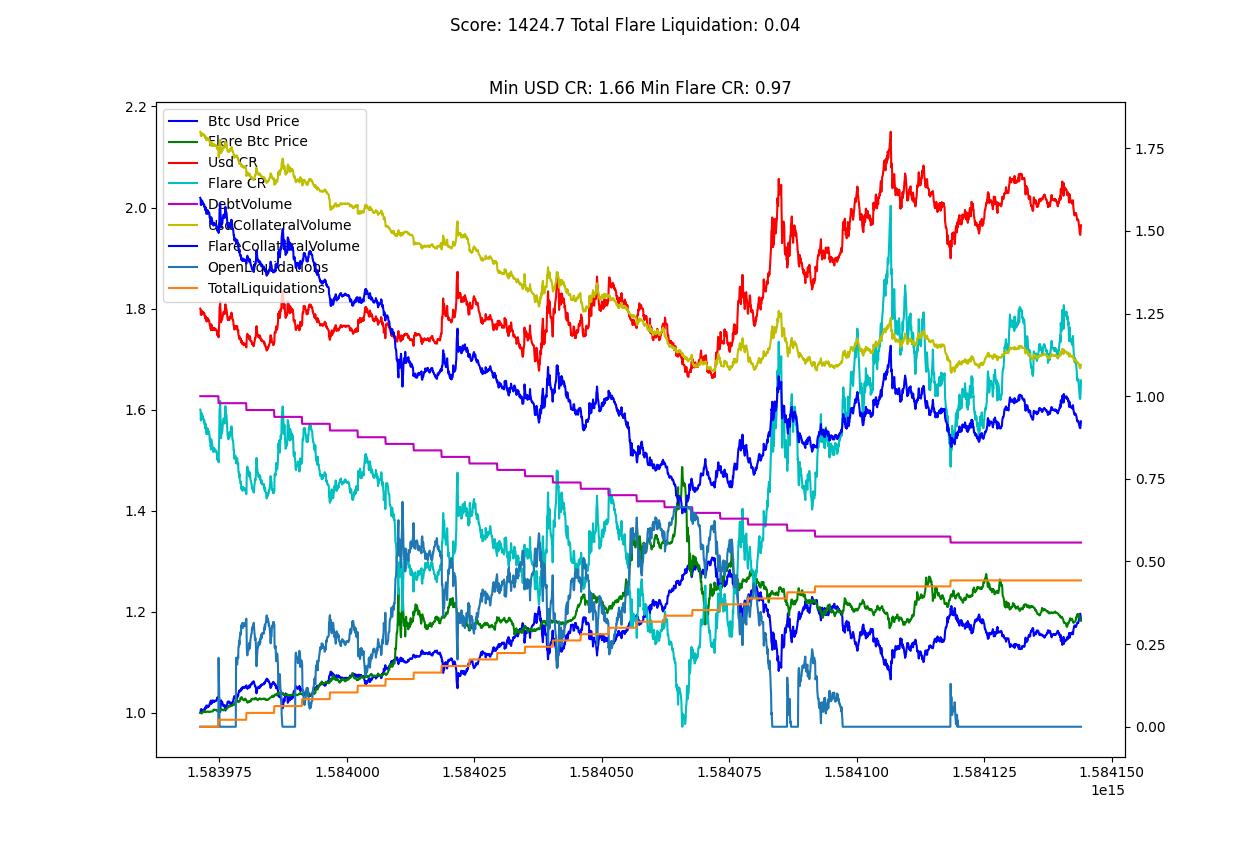 Score: 1424.7 Total Flare Liquidation: 0.04
Min USD CR: 1.66 Min Flare CR: 0.97
Btc Usd Price
Flare Btc Price
Usd CR
Flare CR
DebtVolume
UsdCollateralVolume
FlareCollateralVolume
OpenLiquidations
TotalLiquidations
2.2
2.0
1.8
1.6
1.4
1.2
1.0
1.75
1.50
1.25
1.00
0.75
0.50
0.25
0.00
1.583975 1.584000 1.584025 1.584050 1.584075 1.584100 1.584125 1.584150
1e15